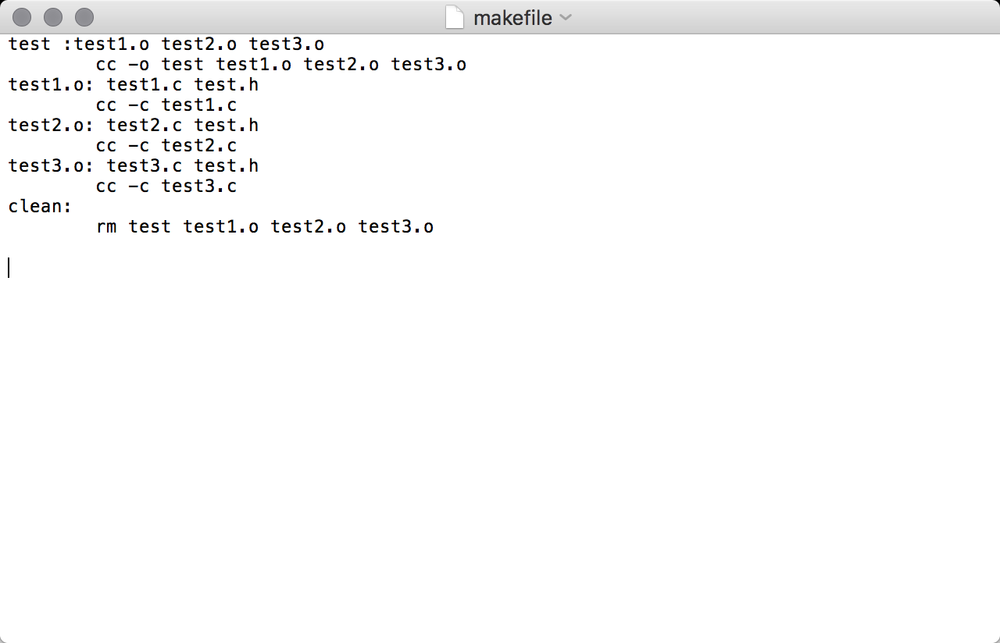 makefile
test :test1.o test2.o test3.o
        cc -o test test1.o test2.o test3.o
test1.o: test1.c test.h
        cc -c test1.c
test2.o: test2.c test.h
        cc -c test2.c
test3.o: test3.c test.h
        cc -c test3.c
clean:
        rm test test1.o test2.o test3.o